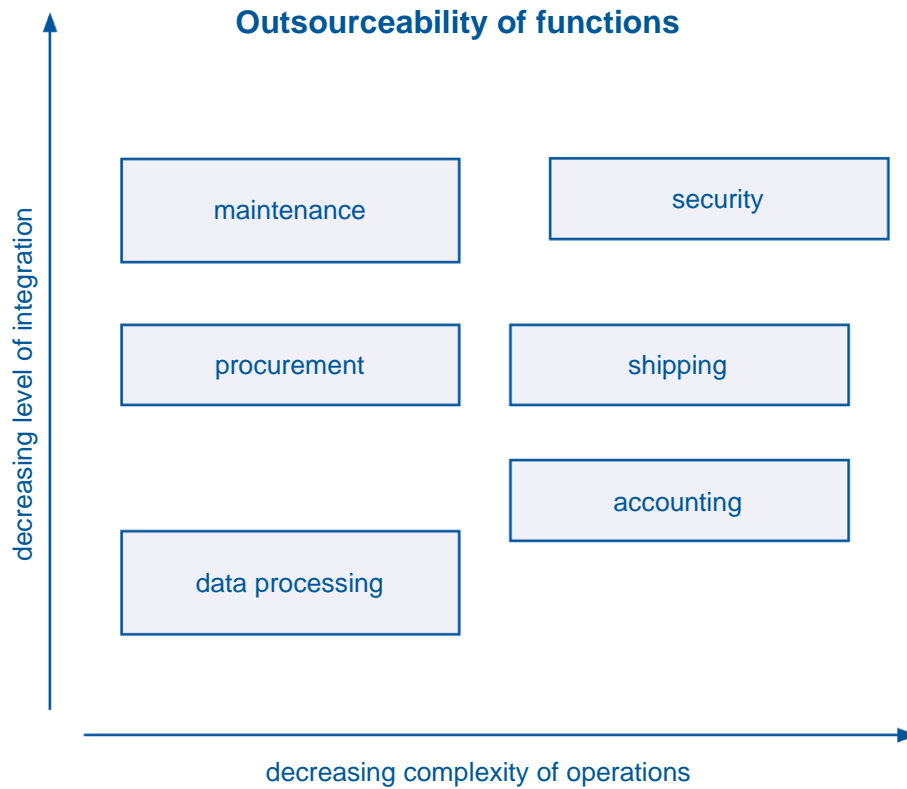 Outsourceability of functions
decreasing level of integration
maintenance
security
procurement
shipping
accounting
data processing
decreasing complexity of operations